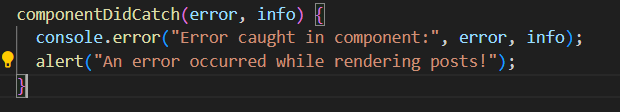 componentDidCatch(error, info) {
  console.error("Error caught in component:", error, info);
  alert("An error occurred while rendering posts!");
}